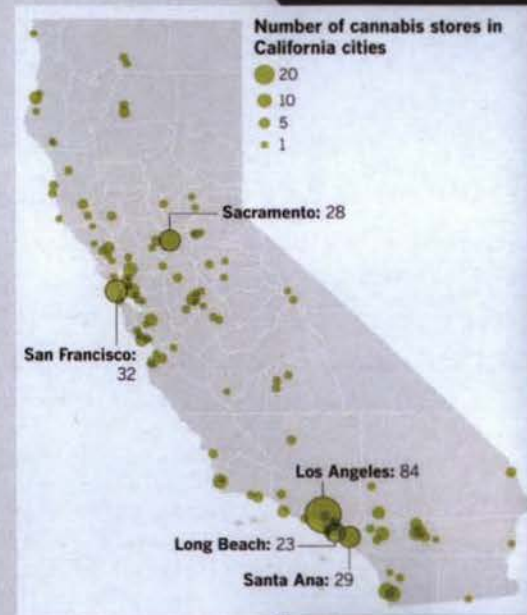 Number of cannabis stores in
California cities
20
10
5
1
Sacramento: 28
San Francisco:
32
Los Angeles: 84
Long Beach: 23
Santa Ana: 29